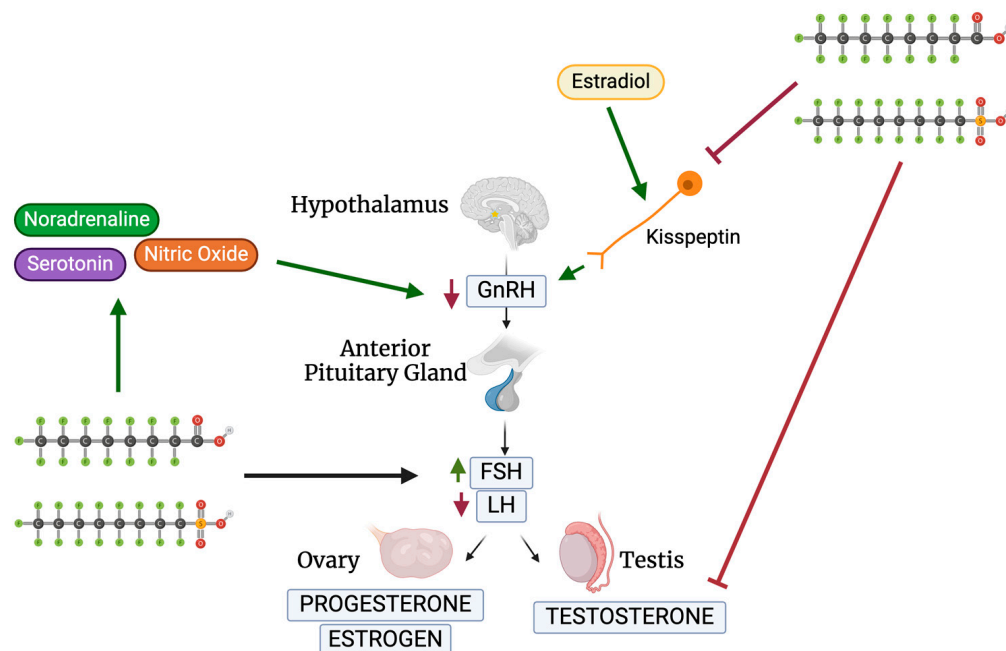 Estradiol
Hypothalamus
Kisspeptin
Noradrenaline
Serotonin
Nitric Oxide
GnRH
Anterior
Pituitary Gland
FSH
LH
Ovary
Testis
PROGESTERONE
ESTROGEN
TESTOSTERONE